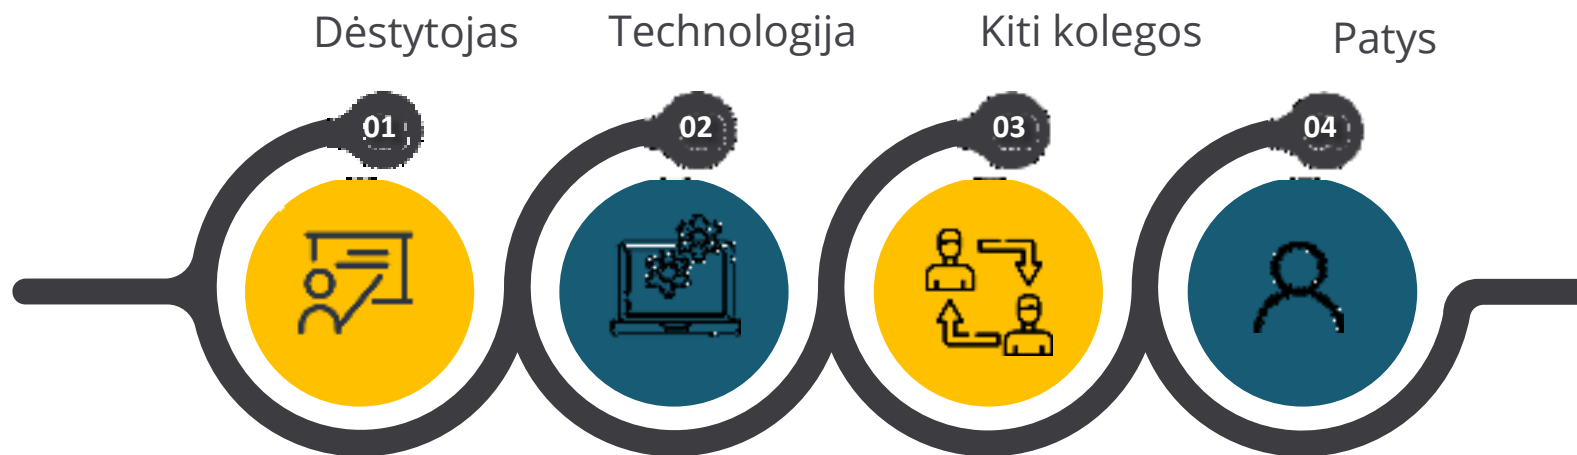 Dėstytojas
Technologija
Kiti kolegos
Patys
01
02
03
04